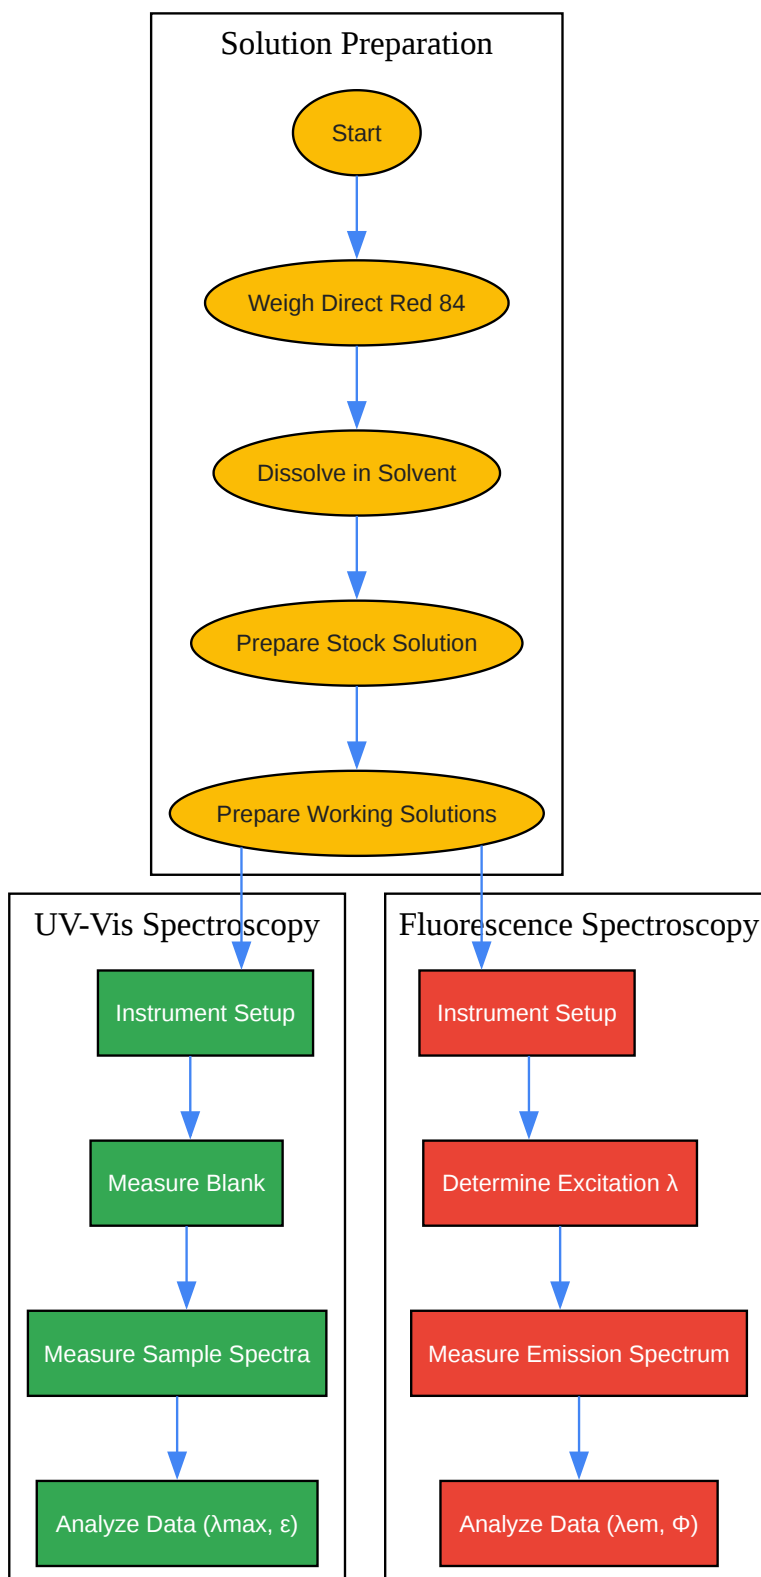 Solution Preparation
Start
Weigh Direct Red 84
Dissolve in Solvent
Prepare Stock Solution
Prepare Working Solutions
UV-Vis Spectroscopy
Instrument Setup
Measure Blank
Measure Sample Spectra
Analyze Data (λmax, ε)
Fluorescence Spectroscopy
Instrument Setup
Determine Excitation λ
Measure Emission Spectrum
Analyze Data (λem, Φ)